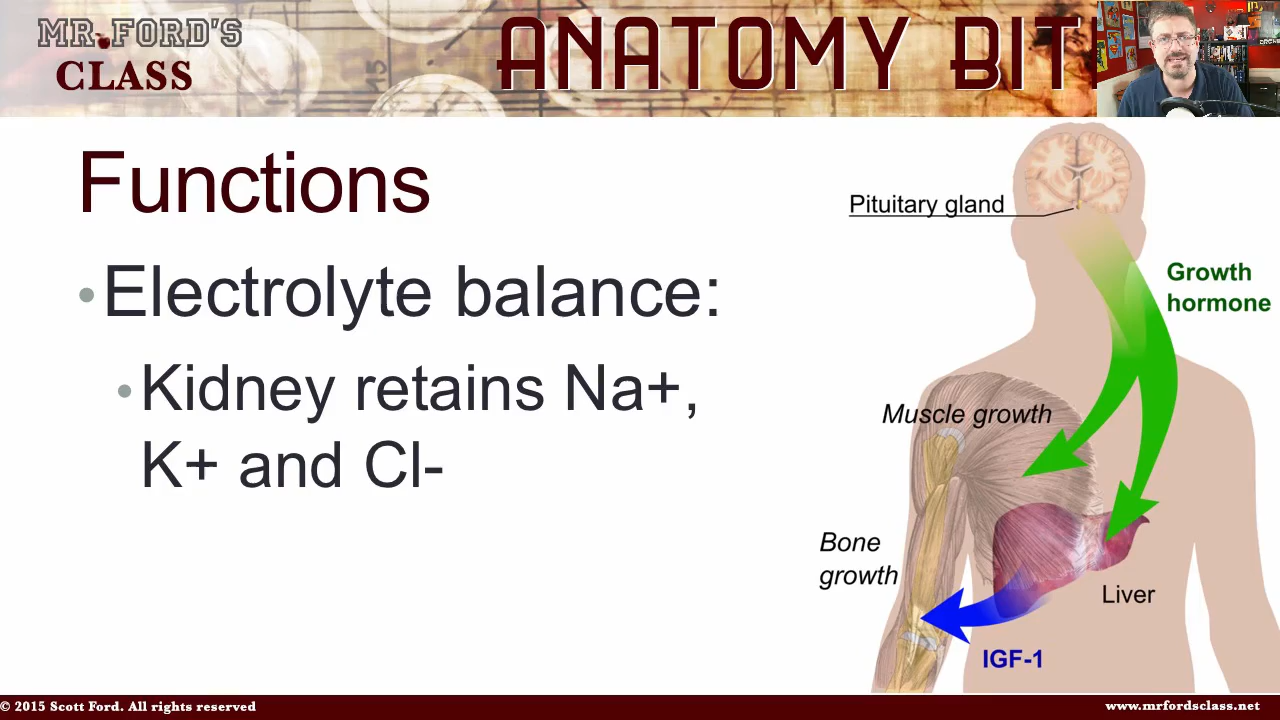 MR. FORD'S
CLASS
ANATOMY BIT
Functions
• Electrolyte balance:
• Kidney retains Na+,
K+ and Cl-
Pituitary gland
Growth
hormone
Muscle growth
Bone
growth
Liver
IGF-1
© 2015 Scott Ford. All rights reserved
www.mrfordsclass.net